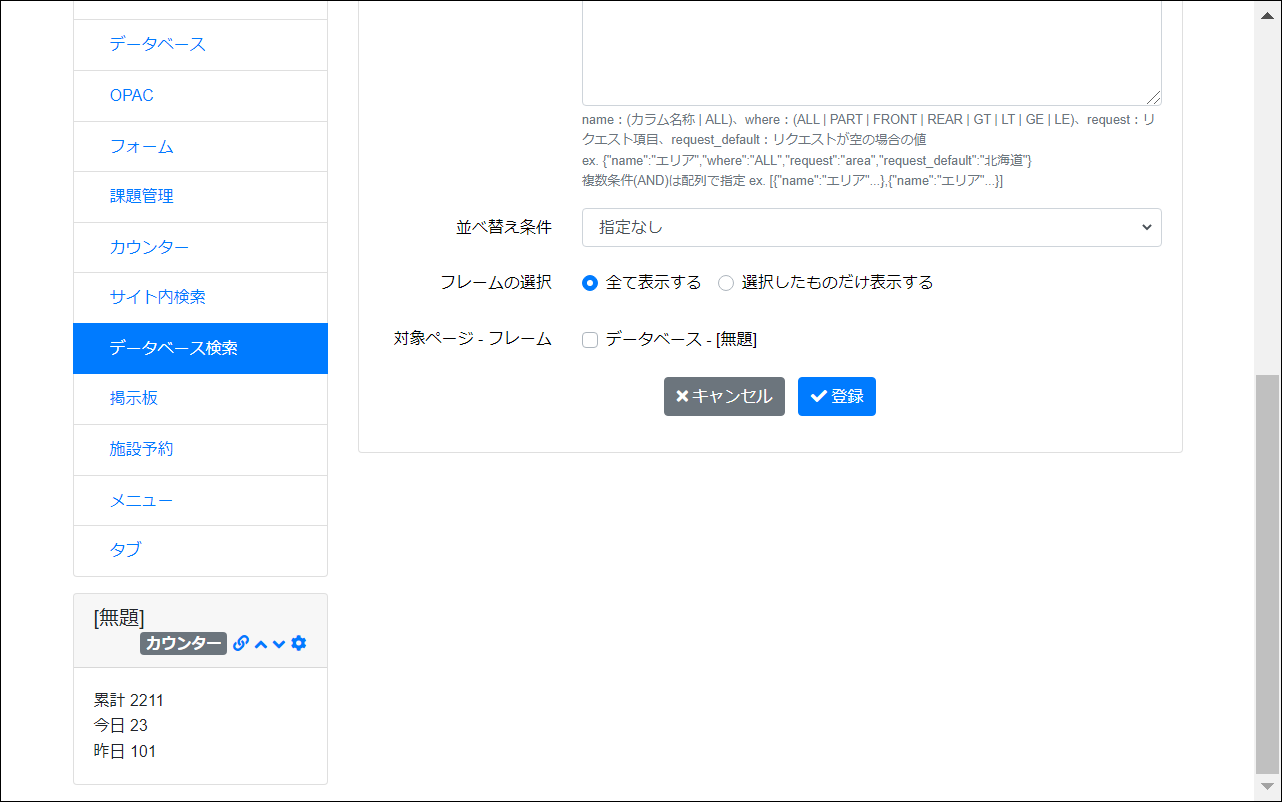 データベース
OPAC
フォーム
課題管理
カウンター
サイト内検索
データベース検索
掲示板
施設予約
メニュー
タブ
[無題]
カウンター
累計 2211
今日 23
昨日 101
name：(カラム名称 | ALL)、where：(ALL | PART | FRONT | REAR | GT | LT | GE | LE)、request：リ
クエスト項目、request_default：リクエストが空の場合の値
ex. {"name":"エリア","where":"ALL","request":"area","request_default":"北海道"}
複数条件(AND)は配列で指定 ex. [{"name":"エリア"...},{"name":"エリア"...}]
並べ替え条件 指定なし
フレームの選択 全て表示する 選択したものだけ表示する
対象ページ - フレーム データベース - [無題]
キャンセル 登録